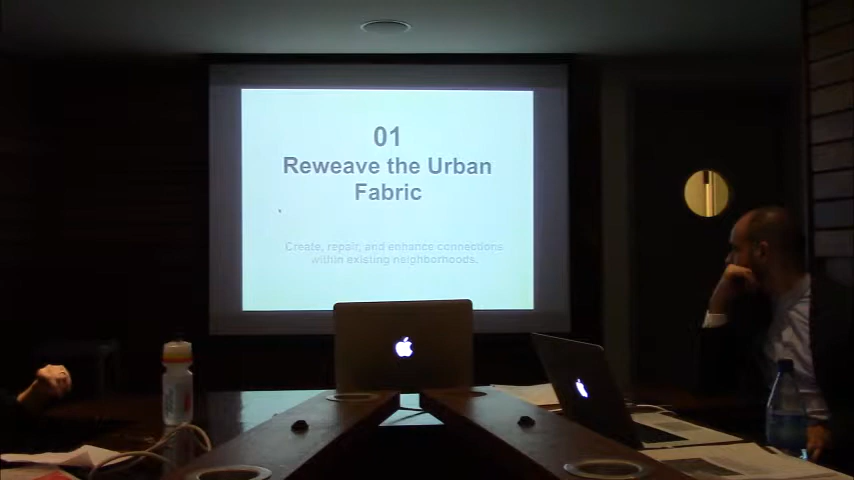 01
Reweave the Urban
Fabric
Create, repair, and enhance connections
within existing neighborhoods.